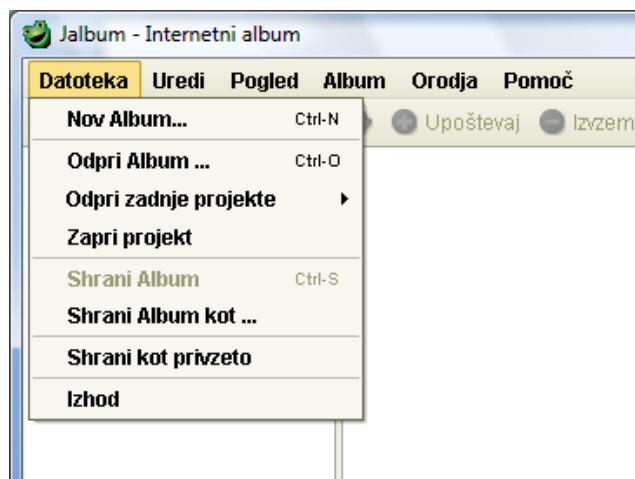 Jalbum - Internetni album
Datoteka Uredi Pogled Album Orodja Pomoč
Upoštevaj Izvzem
Nov Album... Ctrl-N
Odpri Album ... Ctrl-O
Odpri zadnje projekte
Zapri projekt
Shrani Album Ctrl-S
Shrani Album kot ...
Shrani kot privzeto
Izhod